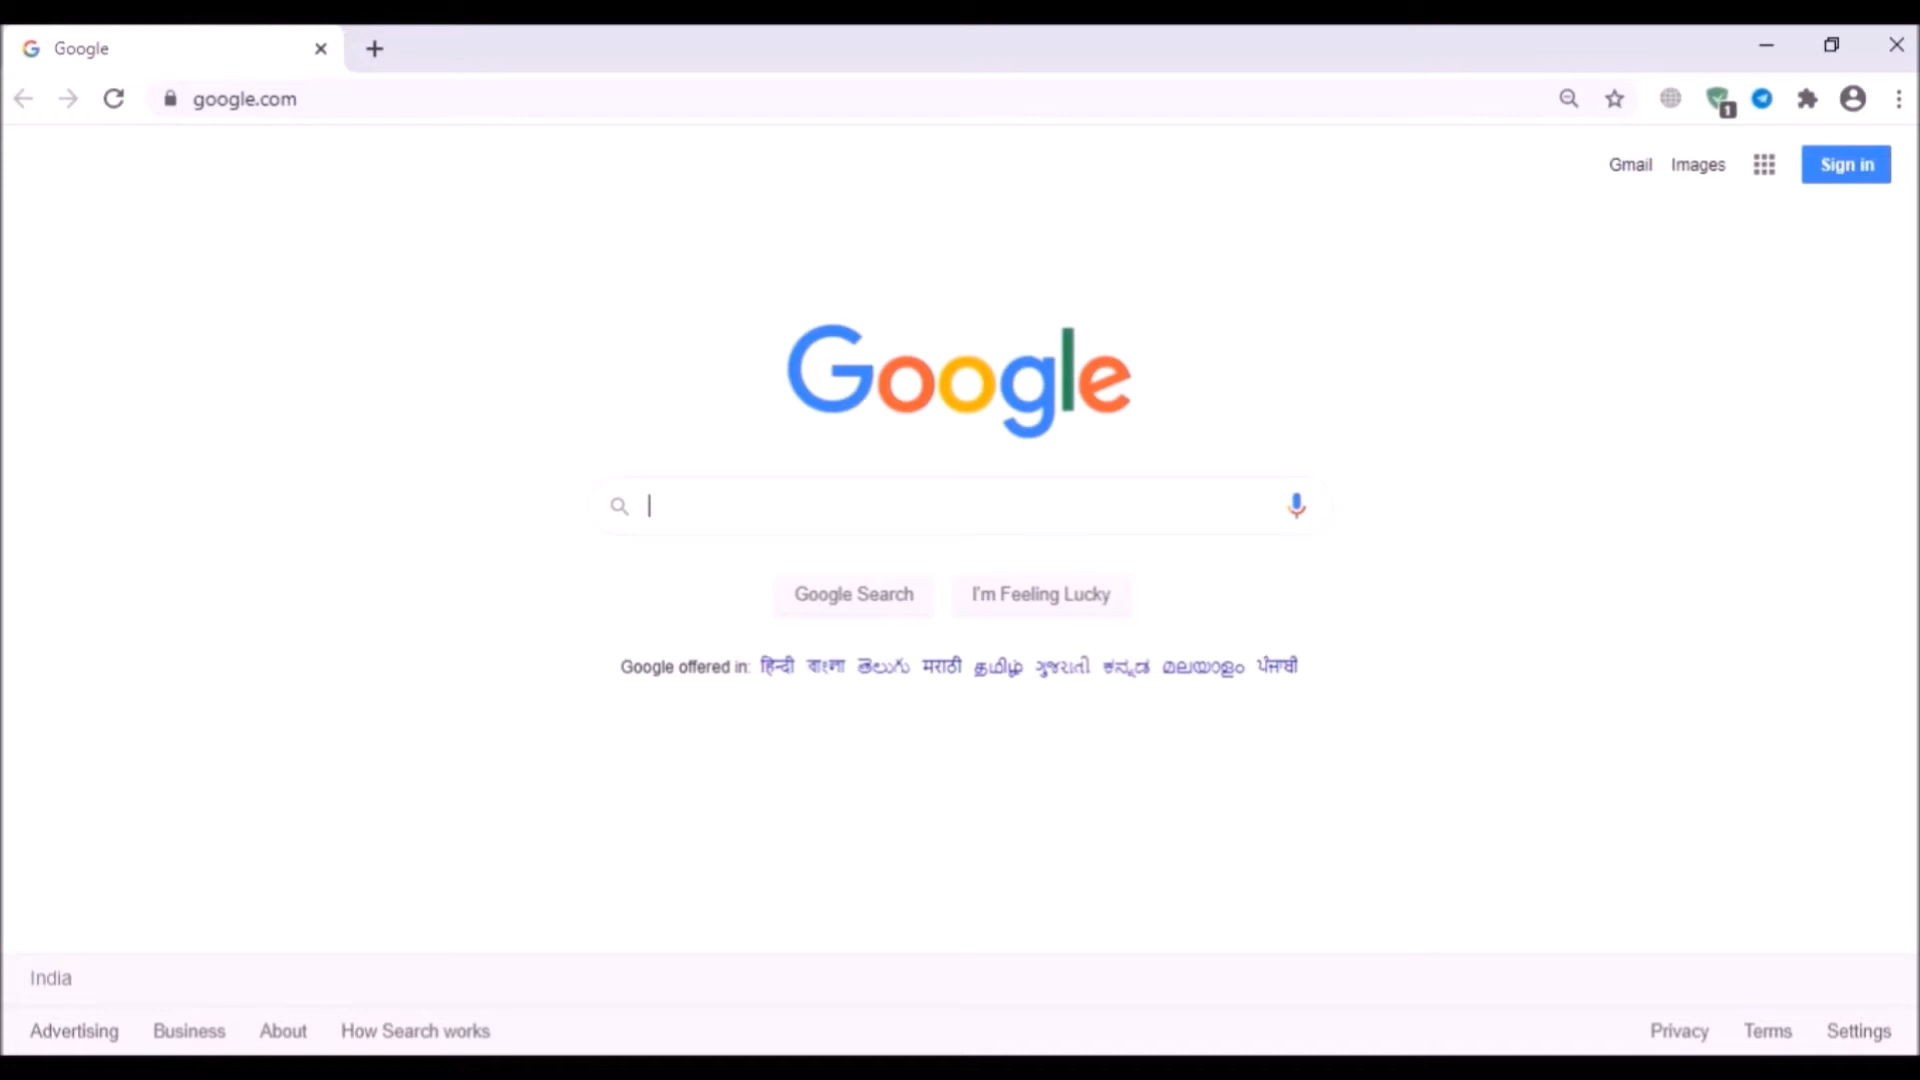 Google
google.com
1
Gmail Images Sign in
Google
Google Search I'm Feeling Lucky
Google offered in: हिन्दी বাংলা తెలుగు मराठी தமிழ் ગુજરાતી ಕನ್ನಡ മലയാളം ਪੰਜਾਬੀ
India
Advertising Business About How Search works Privacy Terms Settings